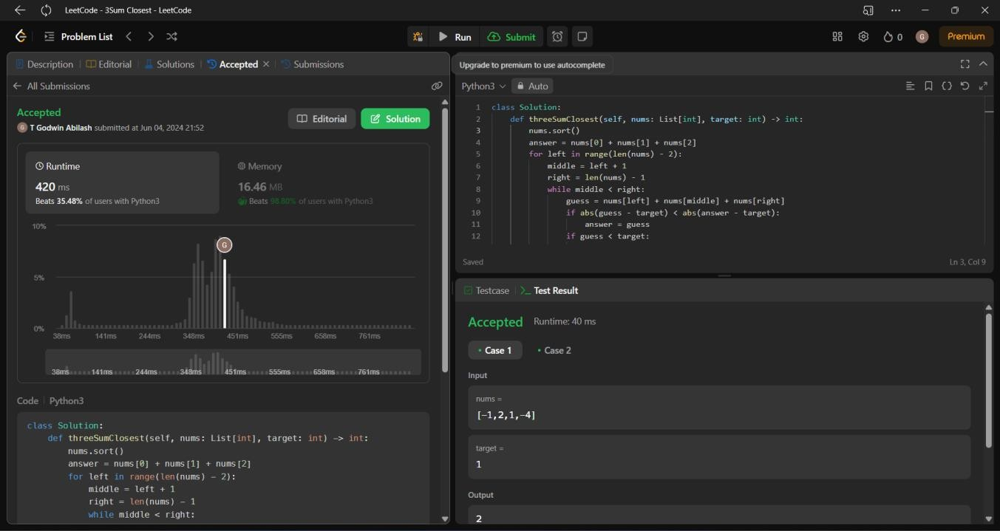 LeetCode - 3Sum Closest - LeetCode
Problem List
Run
Submit
0
G
Premium
Description
Editorial
Solutions
Accepted
Submissions
All Submissions
Accepted
G T Godwin Abilash submitted at Jun 04, 2024 21:52
Editorial
Solution
Runtime
420 ms
Beats 35.48% of users with Python3
Memory
16.46 MB
Beats 98.80% of users with Python3
10%
G
5%
0%
38ms 141ms 244ms 348ms 451ms 555ms 658ms 761ms
38ms 141ms 244ms 348ms 451ms 555ms 658ms 761ms
Code | Python3
class Solution:
    def threeSumClosest(self, nums: List[int], target: int) -> int:
        nums.sort()
        answer = nums[0] + nums[1] + nums[2]
        for left in range(len(nums) - 2):
            middle = left + 1
            right = len(nums) - 1
            while middle < right:
Upgrade to premium to use autocomplete
Python3
Auto
1 class Solution:
2     def threeSumClosest(self, nums: List[int], target: int) -> int:
3         nums.sort()
4         answer = nums[0] + nums[1] + nums[2]
5         for left in range(len(nums) - 2):
6             middle = left + 1
7             right = len(nums) - 1
8             while middle < right:
9                 guess = nums[left] + nums[middle] + nums[right]
10                 if abs(guess - target) < abs(answer - target):
11                     answer = guess
12                 if guess < target:
Saved
Ln 3, Col 9
Testcase
>_ Test Result
Accepted
Runtime: 40 ms
• Case 1
• Case 2
Input
nums =
[-1,2,1,-4]
target =
1
Output
2